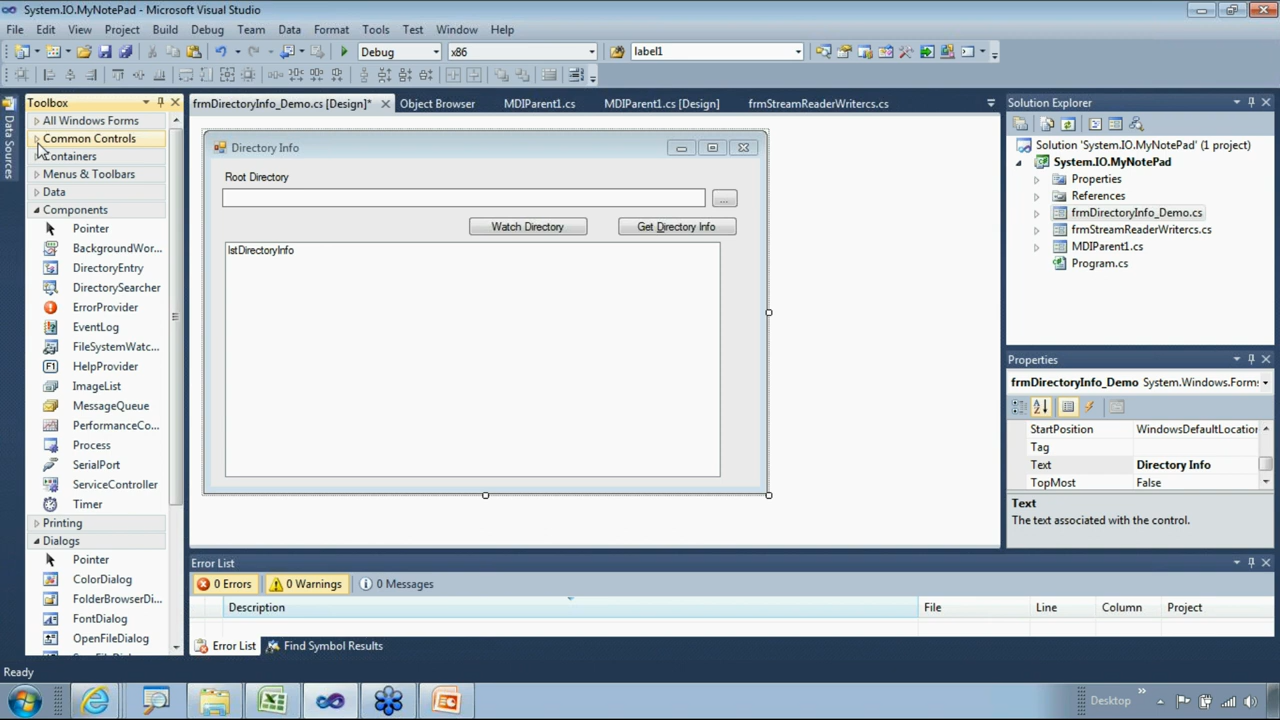 System.IO.MyNotePad - Microsoft Visual Studio
File Edit View Project Build Debug Team Data Format Tools Test Window Help
Debug x86 label1
Data Sources
Toolbox
All Windows Forms
Common Controls
Containers
Menus & Toolbars
Data
Components
Pointer
BackgroundWor...
DirectoryEntry
DirectorySearcher
ErrorProvider
EventLog
FileSystemWatc...
HelpProvider
ImageList
MessageQueue
PerformanceCo...
Process
SerialPort
ServiceController
Timer
Printing
Dialogs
Pointer
ColorDialog
FolderBrowserDi...
FontDialog
OpenFileDialog
frmDirectoryInfo_Demo.cs [Design]* Object Browser MDIParent1.cs MDIParent1.cs [Design] frmStreamReaderWritercs.cs
Directory Info
Root Directory
...
Watch Directory Get Directory Info
lstDirectoryInfo
Error List
0 Errors 0 Warnings 0 Messages
Description File Line Column Project
Error List Find Symbol Results
Solution Explorer
Solution 'System.IO.MyNotePad' (1 project)
System.IO.MyNotePad
Properties
References
frmDirectoryInfo_Demo.cs
frmStreamReaderWritercs.cs
MDIParent1.cs
Program.cs
Properties
frmDirectoryInfo_Demo System.Windows.Forms
StartPosition WindowsDefaultLocation
Tag
Text Directory Info
TopMost False
Text
The text associated with the control.
Ready
Desktop